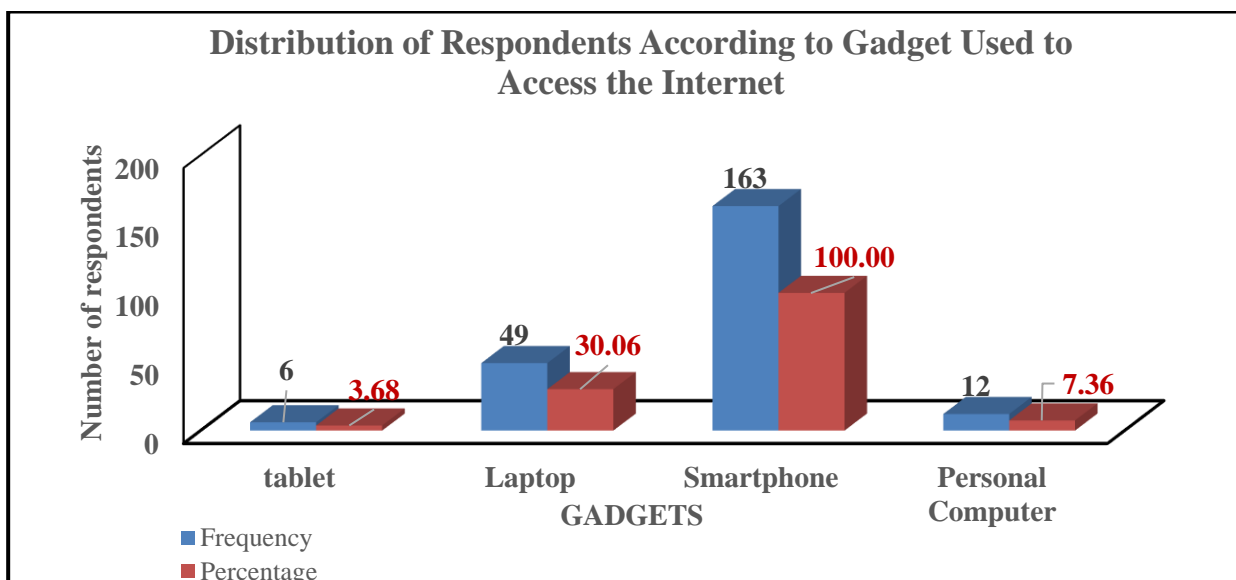 Distribution of Respondents According to Gadget Used to
Access the Internet
Number of respondents
200
150
100
50
0
6
3.68
49
30.06
163
100.00
12
7.36
tablet
Laptop
Smartphone
Personal
Computer
GADGETS
Frequency
Percentage